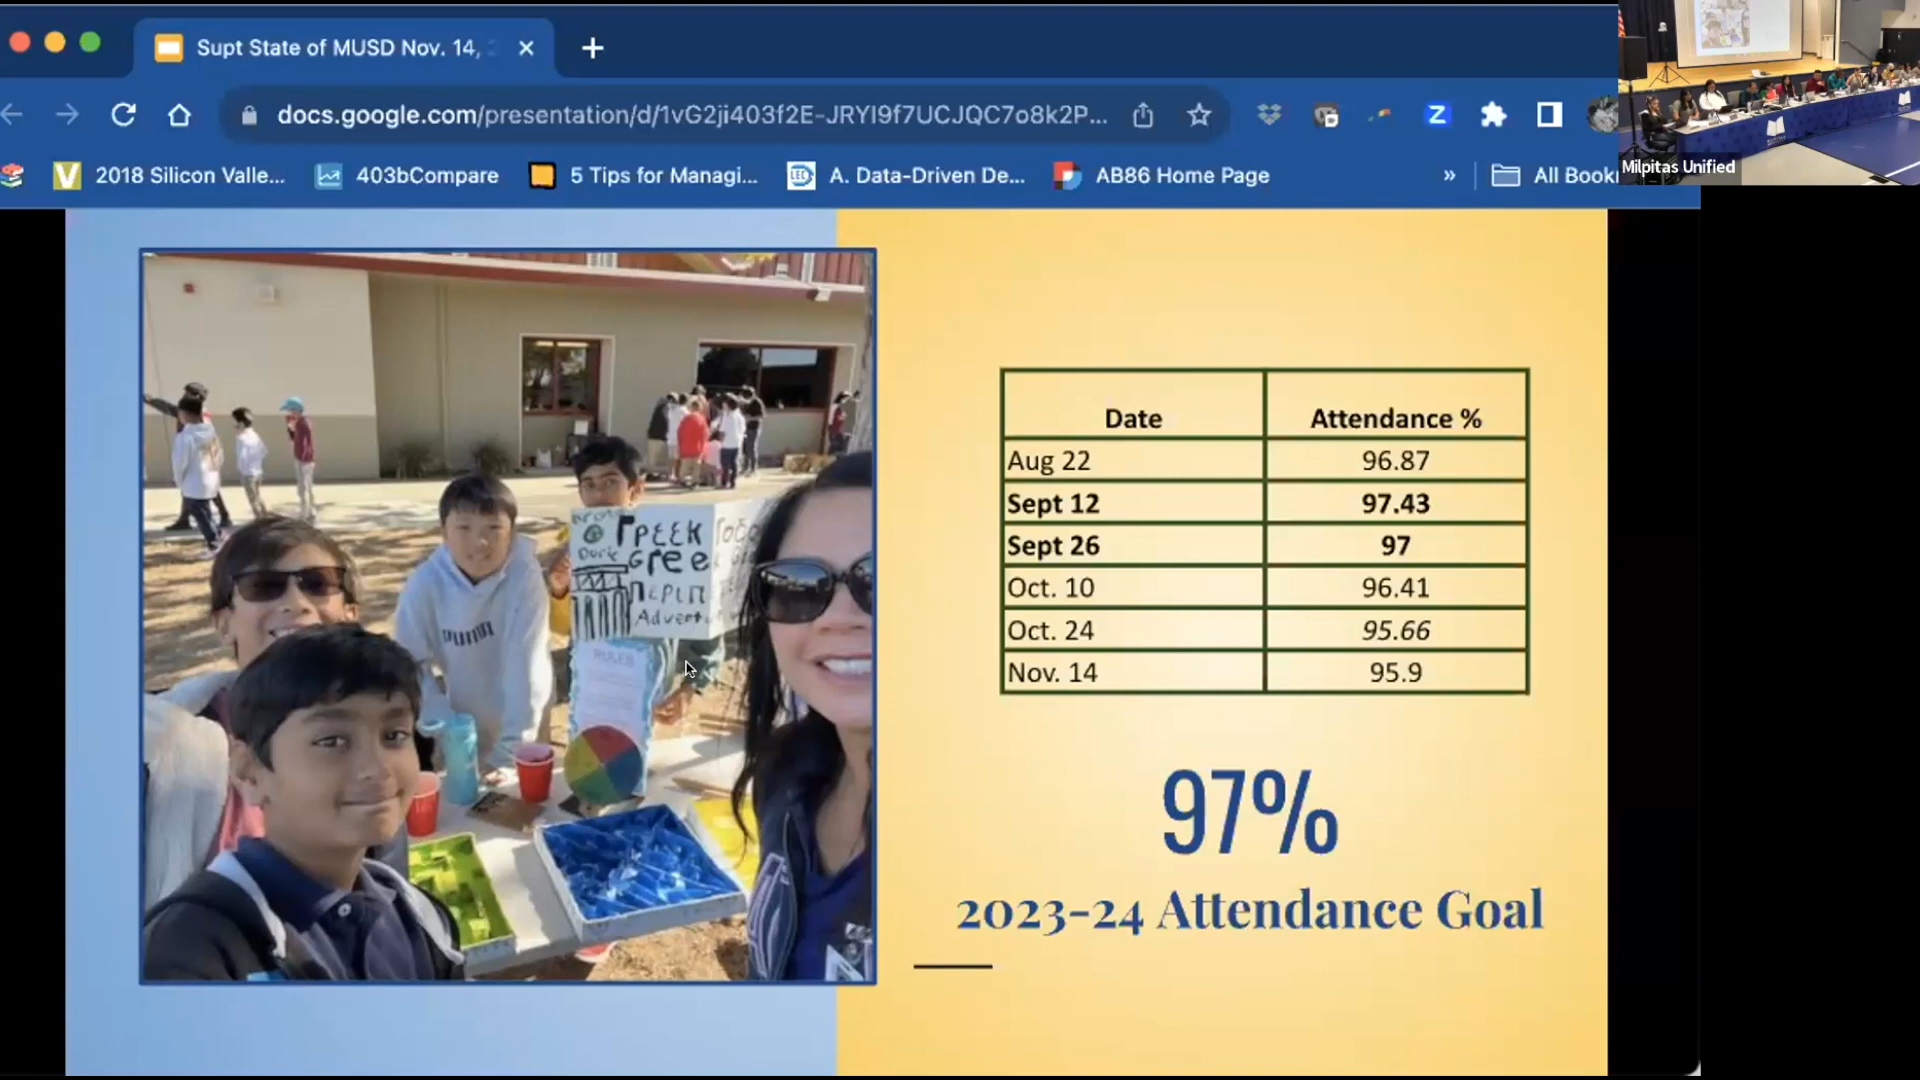 Supt State of MUSD Nov. 14,
docs.google.com/presentation/d/1vG2ji403f2E-JRYI9f7UCJQC7o8k2P...
2018 Silicon Valle...
403bCompare
5 Tips for Managi...
A. Data-Driven De...
AB86 Home Page
»
All Book
Milpitas Unified
Date Attendance %
Aug 22 96.87
Sept 12 97.43
Sept 26 97
Oct. 10 96.41
Oct. 24 95.66
Nov. 14 95.9
97%
2023-24 Attendance Goal
Gree
Advent
RULES